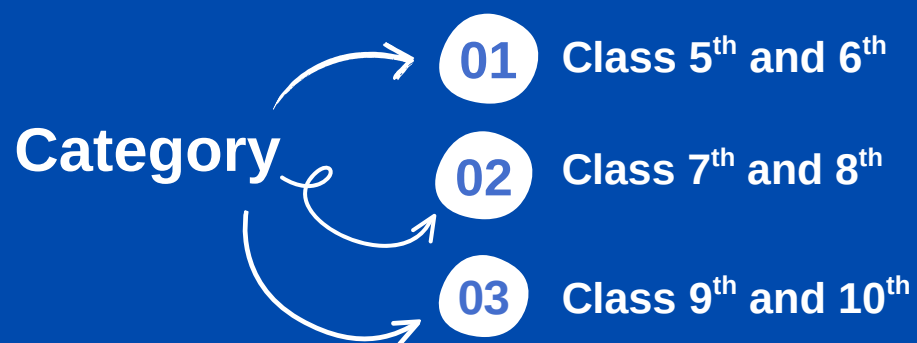 Category
01 Class 5th and 6th
02 Class 7th and 8th
03 Class 9th and 10th